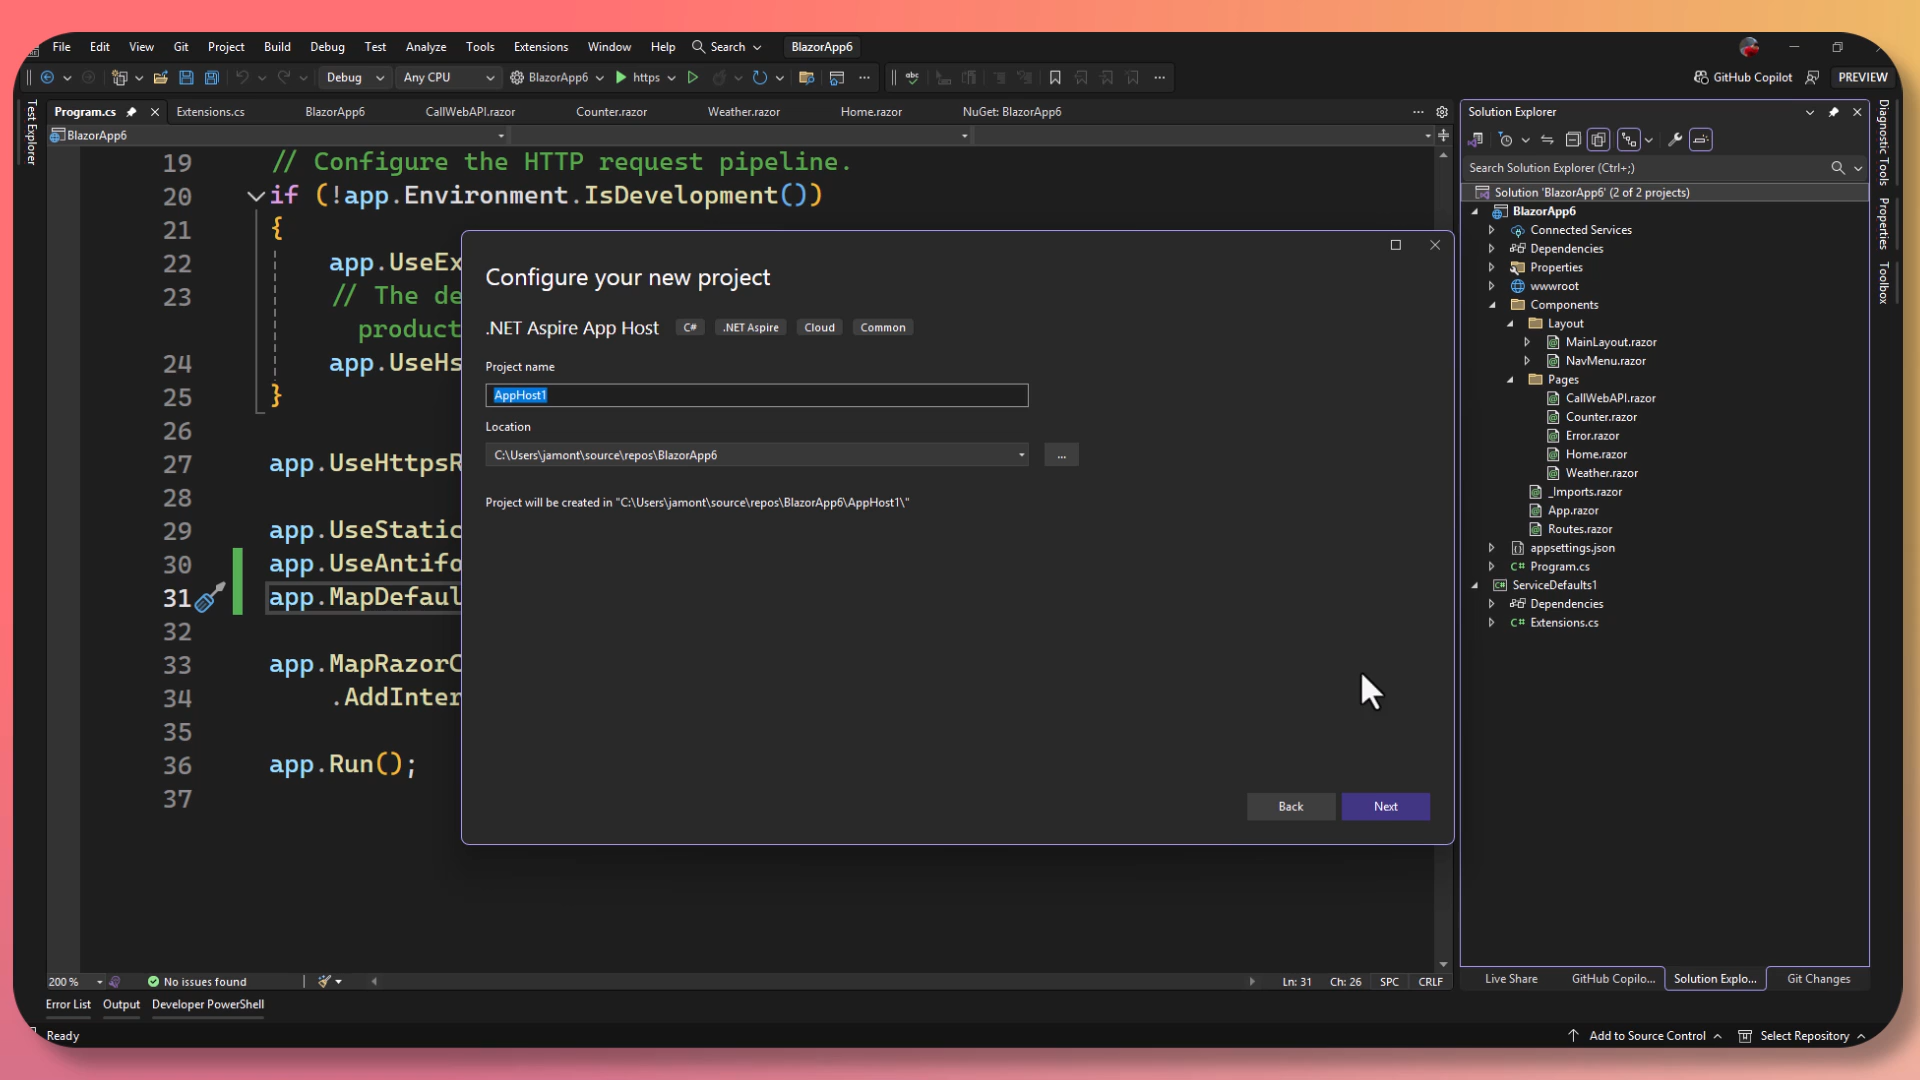 File Edit View Git Project Build Debug Test Analyze Tools Extensions Window Help Search BlazorApp6
Debug Any CPU BlazorApp6 https GitHub Copilot PREVIEW
Program.cs Extensions.cs BlazorApp6 CallWebAPI.razor Counter.razor Weather.razor Home.razor NuGet: BlazorApp6
BlazorApp6
Test Explorer
19 // Configure the HTTP request pipeline.
20 if (!app.Environment.IsDevelopment())
21 {
22 app.UseEx
23 // The de
product
24 app.UseHs
25 }
26
27 app.UseHttpsR
28
29 app.UseStatic
30 app.UseAntifo
31 app.MapDefaul
32
33 app.MapRazorC
34 .AddInter
35
36 app.Run();
37
Configure your new project
.NET Aspire App Host C# .NET Aspire Cloud Common
Project name
AppHost1
Location
C:\Users\jamont\source\repos\BlazorApp6
...
Project will be created in "C:\Users\jamont\source\repos\BlazorApp6\AppHost1\"
Back Next
Solution Explorer
Search Solution Explorer (Ctrl+;)
Solution 'BlazorApp6' (2 of 2 projects)
BlazorApp6
Connected Services
Dependencies
Properties
wwwroot
Components
Layout
MainLayout.razor
NavMenu.razor
Pages
CallWebAPI.razor
Counter.razor
Error.razor
Home.razor
Weather.razor
_Imports.razor
App.razor
Routes.razor
appsettings.json
C# Program.cs
C# ServiceDefaults1
Dependencies
C# Extensions.cs
Diagnostic Tools
Properties
Toolbox
200 % No issues found Ln: 31 Ch: 26 SPC CRLF
Live Share GitHub Copilo... Solution Explo... Git Changes
Error List Output Developer PowerShell
Ready Add to Source Control Select Repository